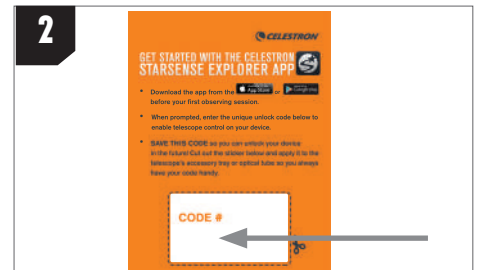 2
CELESTRON
GET STARTED WITH THE CELESTRON
STARSENSE EXPLORER APP
• Download the app from the App Store or Google Play
before your first observing session.
• When prompted, enter the unique unlock code below to
enable telescope control on your device.
• SAVE THIS CODE so you can unlock your device
in the future! Cut out the sticker below and apply it to the
telescope's accessory tray or optical tube so you always
have your code handy.
CODE #